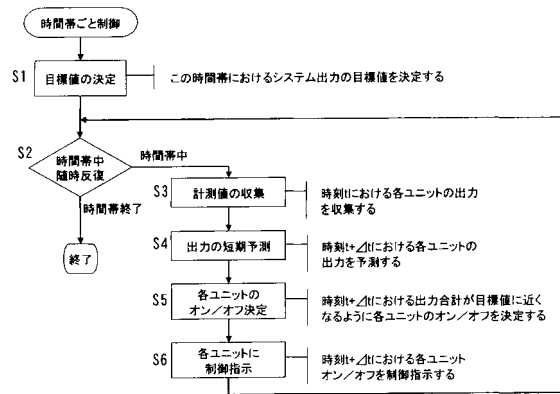 時間帯ごと制御
S1
目標値の決定
この時間帯におけるシステム出力の目標値を決定する
S2
時間帯中
随時反復
時間帯中
時間帯終了
終了
S3
計測値の収集
時刻tにおける各ユニットの出力
を収集する
S4
出力の短期予測
時刻t+⊿tにおける各ユニットの
出力を予測する
S5
各ユニットの
オン/オフ決定
時刻t+⊿tにおける出力合計が目標値に近く
なるように各ユニットのオン/オフを決定する
S6
各ユニットに
制御指示
時刻t+⊿tにおける各ユニット
オン/オフを制御指示する